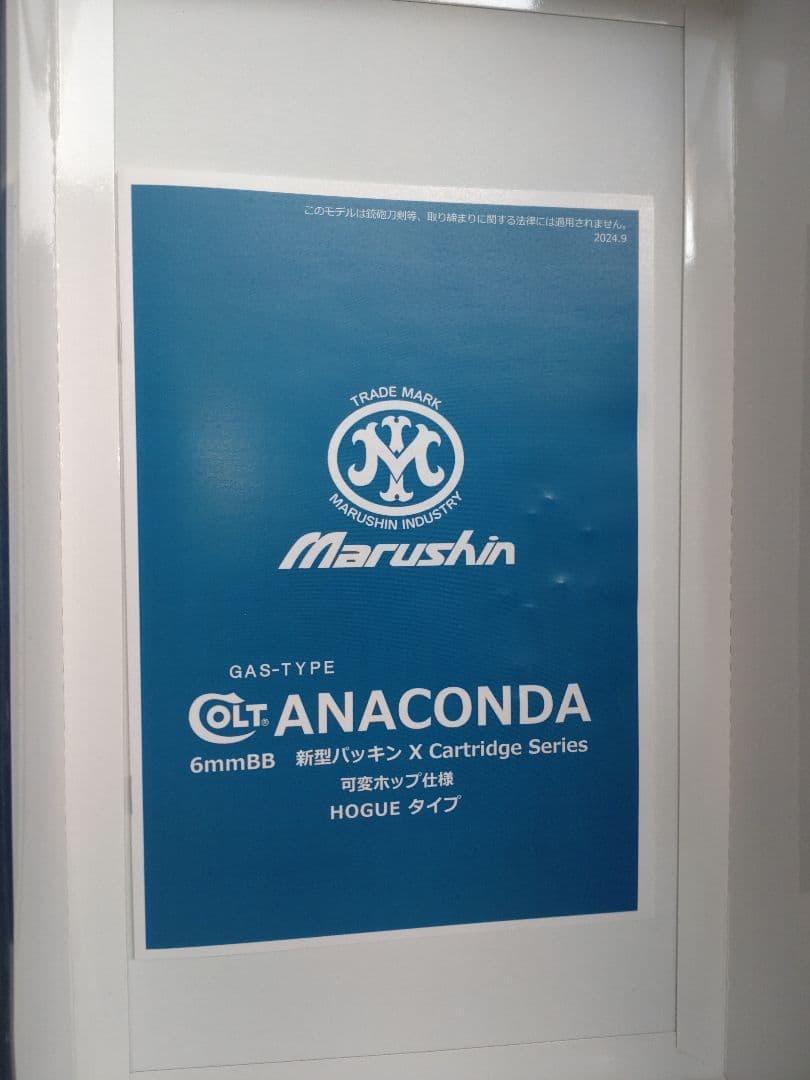 このモデルは銃砲刀剣等、取り締まりに関する法律には適用されません。
2024.9
TRADE MARK
M
MARUSHIN INDUSTRY
Marushin
GAS-TYPE
COLT® ANACONDA
6mmBB 新型パッキン X Cartridge Series
可変ホップ仕様
HOGUE タイプ